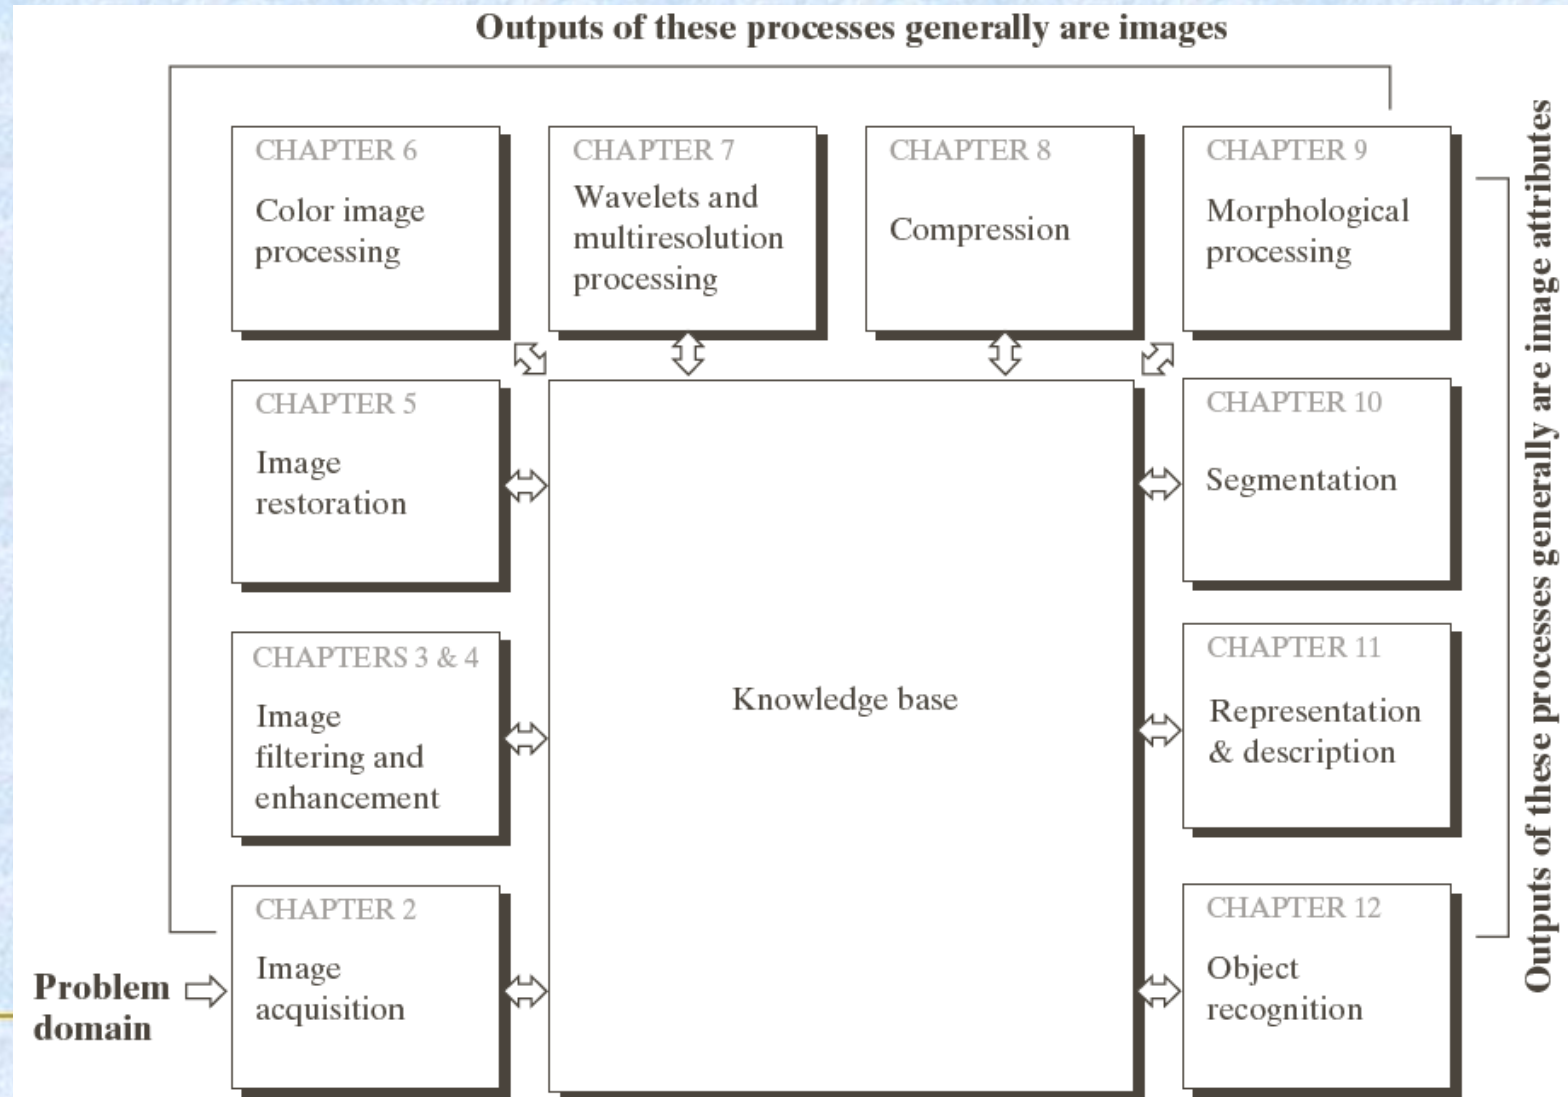 Outputs of these processes generally are images
CHAPTER 6
Color image
processing
CHAPTER 7
Wavelets and
multiresolution
processing
CHAPTER 8
Compression
CHAPTER 9
Morphological
processing
CHAPTER 5
Image
restoration
CHAPTER 10
Segmentation
CHAPTERS 3 & 4
Image
filtering and
enhancement
Knowledge base
CHAPTER 11
Representation
& description
CHAPTER 2
Image
acquisition
CHAPTER 12
Object
recognition
Problem
domain
Outputs of these processes generally are image attributes